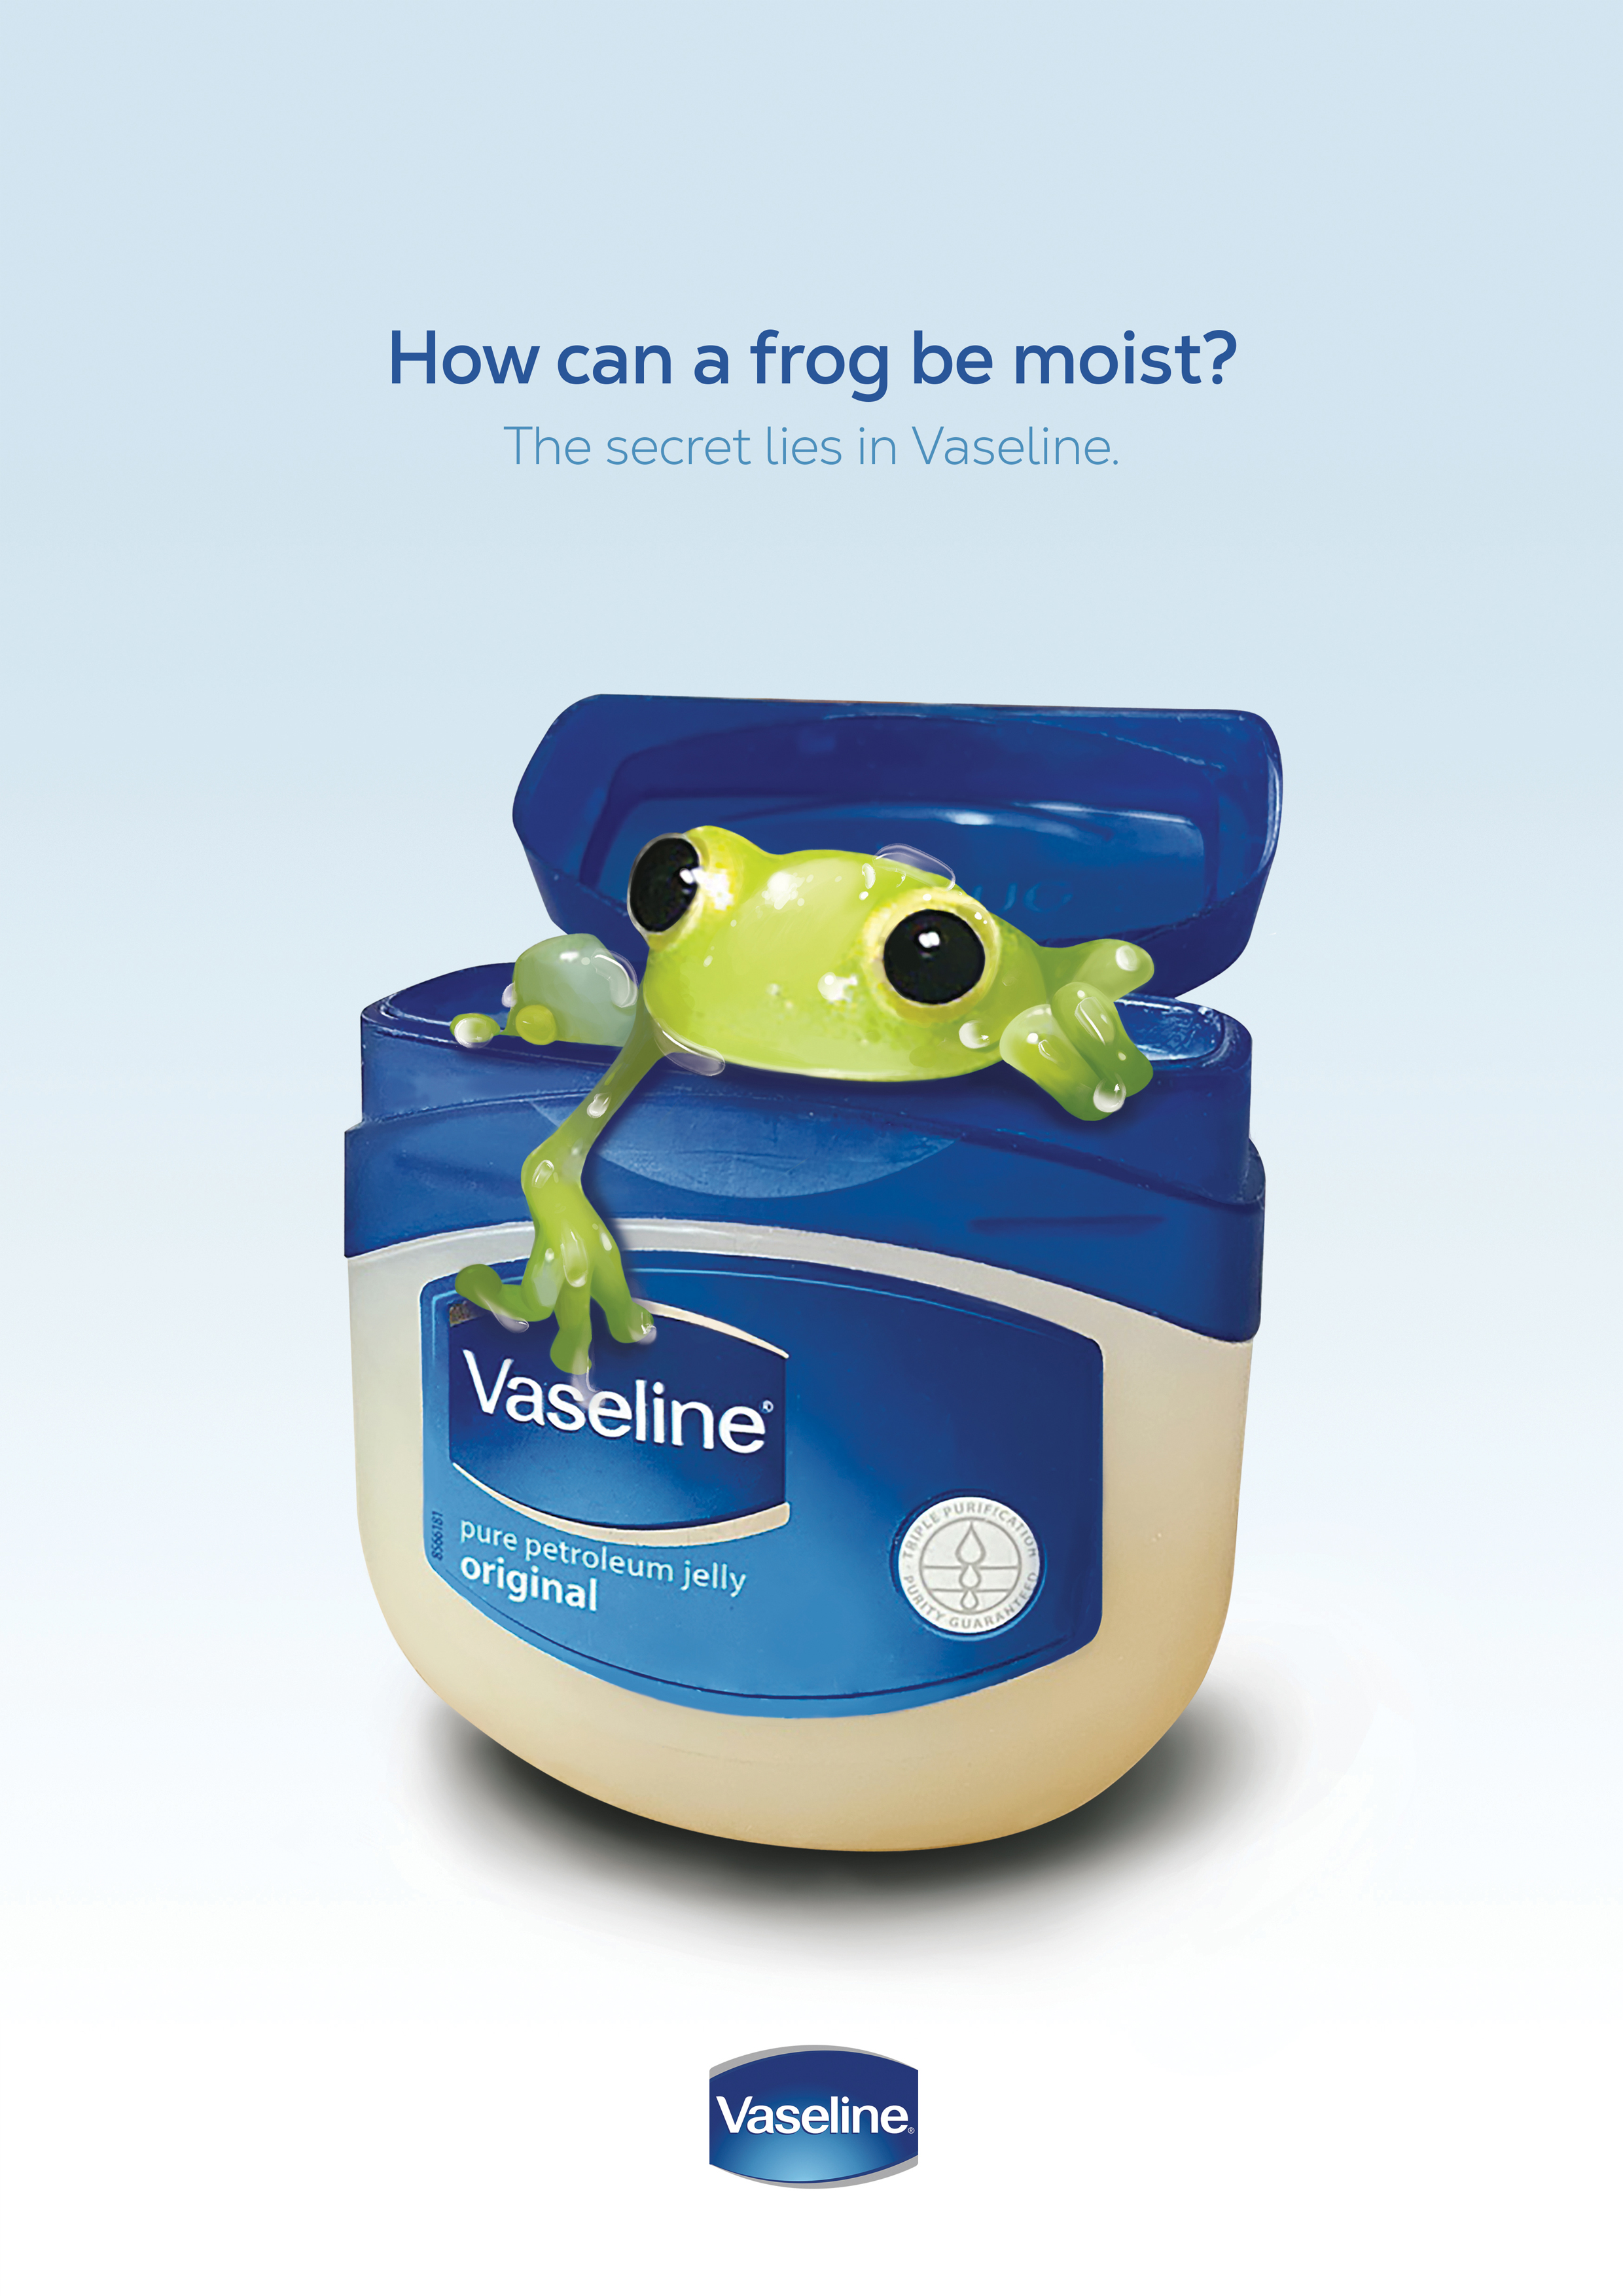 How can a frog be moist?
The secret lies in Vaseline.
Vaseline®
pure petroleum jelly
original
8566181
TRIPLE PURIFICATION
PURITY GUARANTEED
Vaseline®